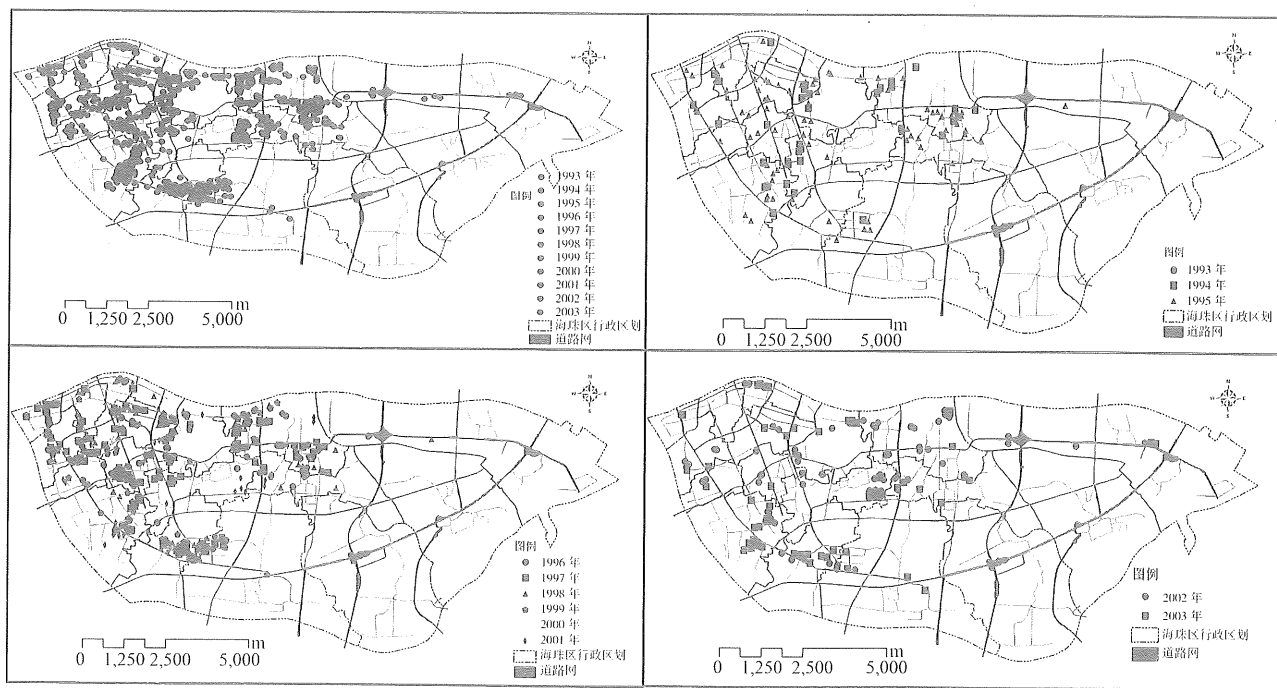 N
W E
S
图例
1993 年
1994 年
1995 年
1996 年
1997 年
1998 年
1999 年
2000 年
2001 年
2002 年
2003 年
海珠区行政区划
道路网
m
0 1,250 2,500 5,000
N
W E
S
图例
1993 年
1994 年
1995 年
海珠区行政区划
道路网
m
0 1,250 2,500 5,000
N
W E
S
图例
1996 年
1997 年
1998 年
1999 年
2000 年
2001 年
海珠区行政区划
道路网
m
0 1,250 2,500 5,000
N
W E
S
图例
2002 年
2003 年
海珠区行政区划
道路网
m
0 1,250 2,500 5,000